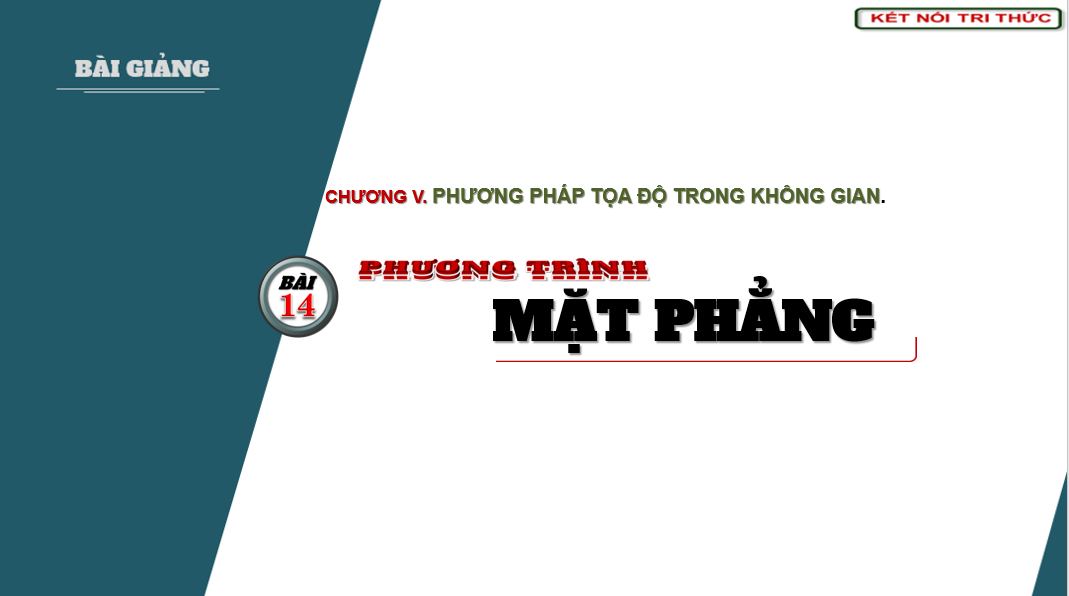 KẾT NỐI TRI THỨC
BÀI GIẢNG
CHƯƠNG V. PHƯƠNG PHÁP TỌA ĐỘ TRONG KHÔNG GIAN.
BÀI
14
PHƯƠNG TRÌNH
MẶT PHẲNG